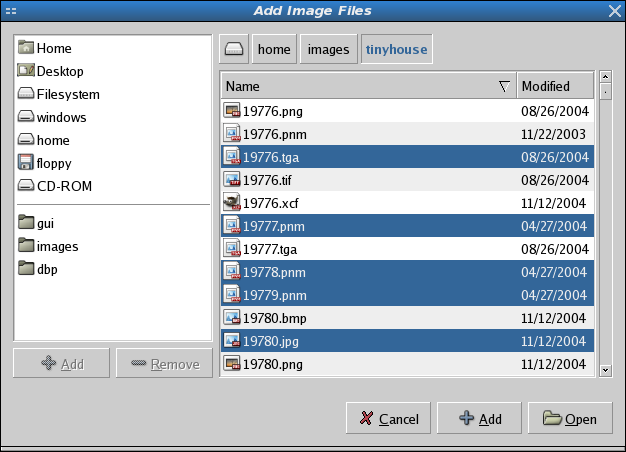 Add Image Files
Home
Desktop
Filesystem
windows
home
floppy
CD-ROM
gui
images
dbp
Add Remove
home images tinyhouse
Name Modified
19776.png 08/26/2004
19776.pnm 11/22/2003
19776.tga 08/26/2004
19776.tif 08/26/2004
19776.xcf 11/12/2004
19777.pnm 04/27/2004
19777.tga 08/26/2004
19778.pnm 04/27/2004
19779.pnm 04/27/2004
19780.bmp 11/12/2004
19780.jpg 11/12/2004
19780.png 11/12/2004
Cancel Add Open